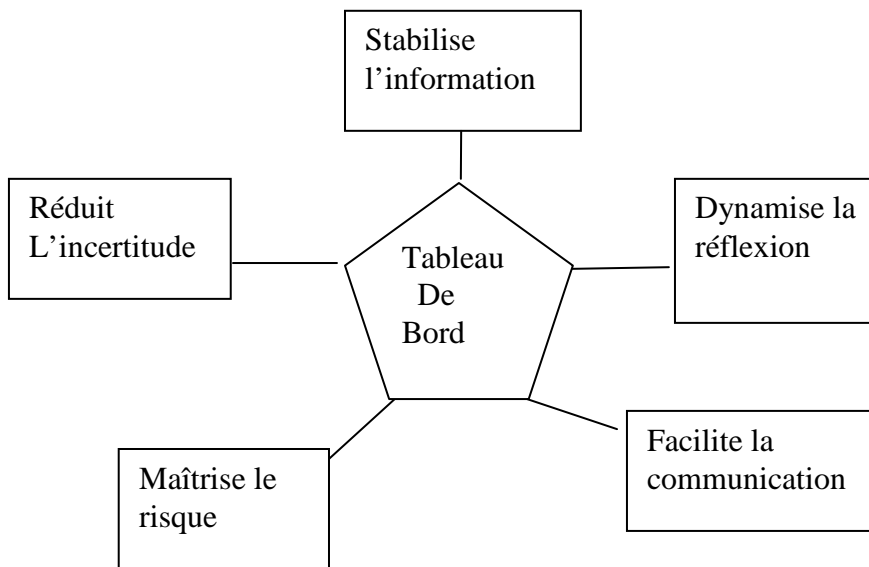 Stabilise
l’information
Réduit
L’incertitude
Dynamise la
réflexion
Tableau
De
Bord
Maîtrise le
risque
Facilite la
communication